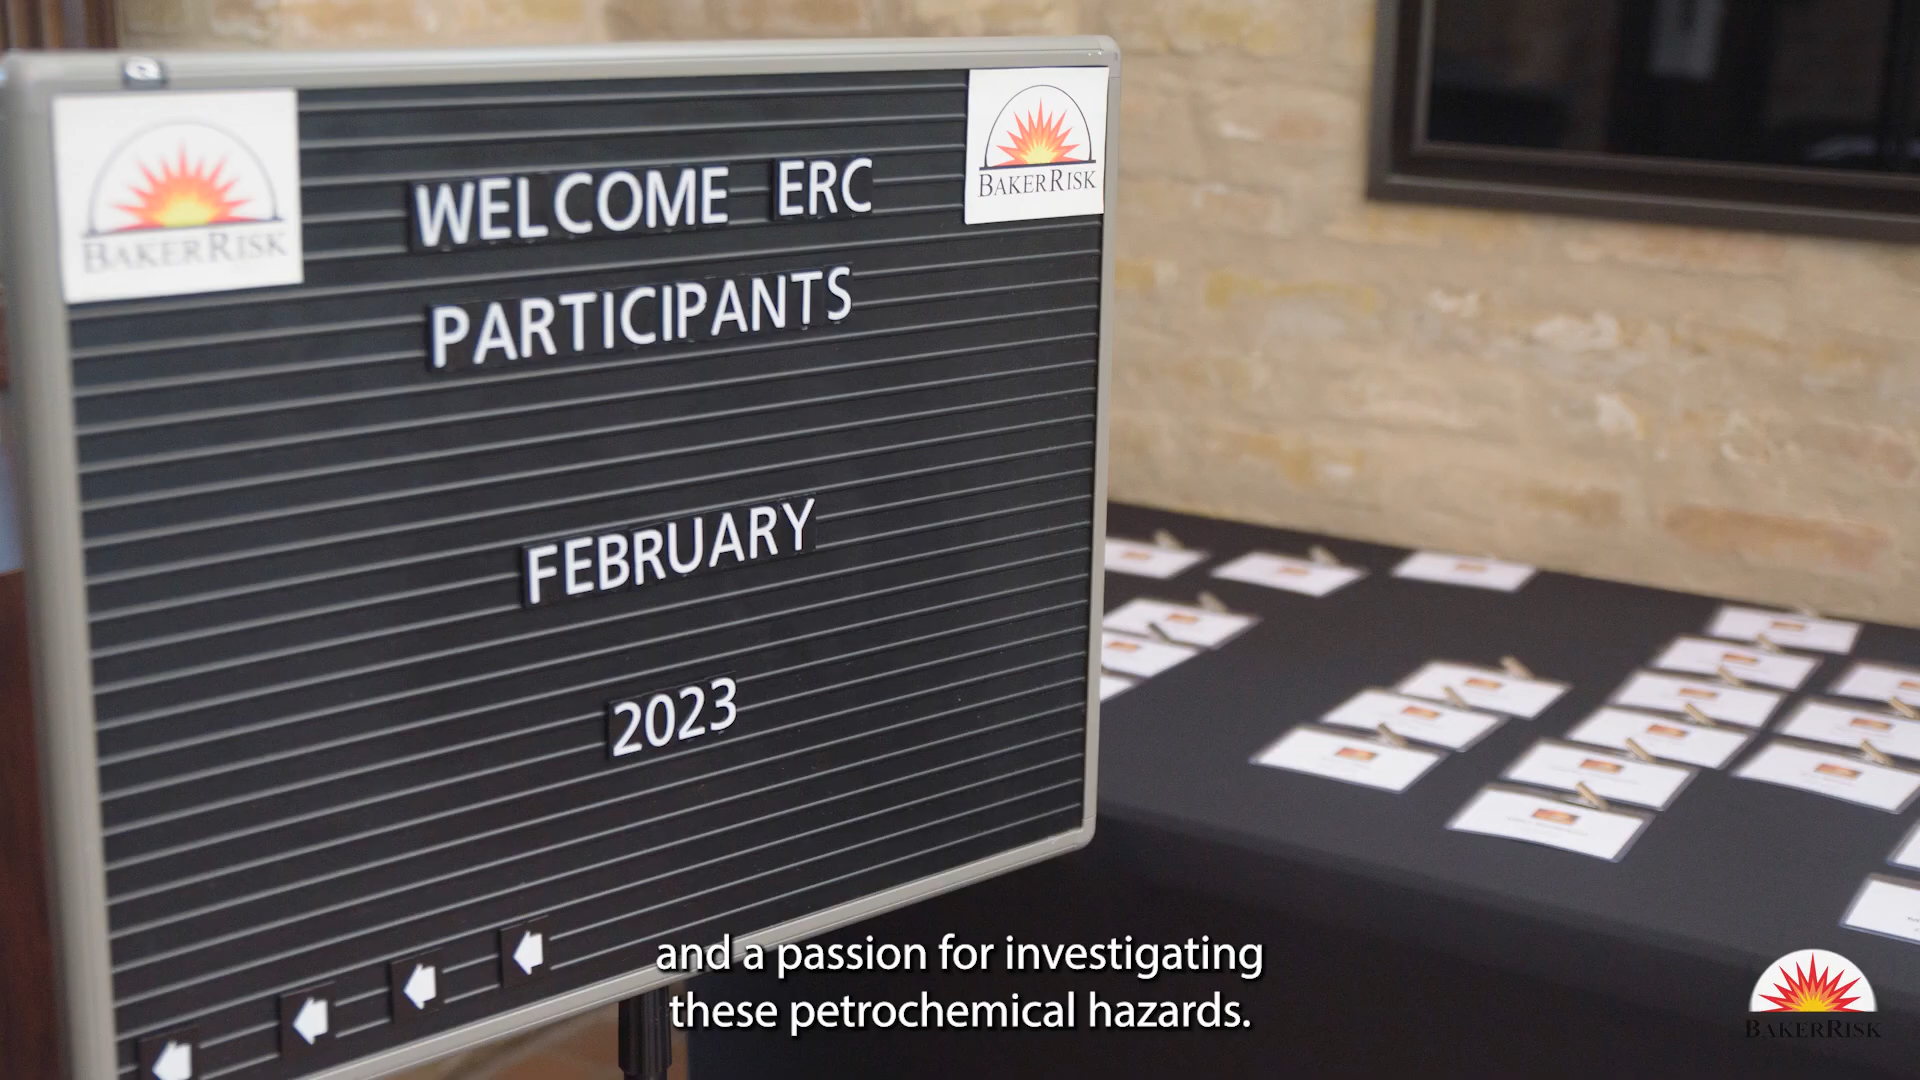 BAKERRISK
BAKERRISK
WELCOME ERC
PARTICIPANTS
FEBRUARY
2023
and a passion for investigating
these petrochemical hazards.
BAKERRISK